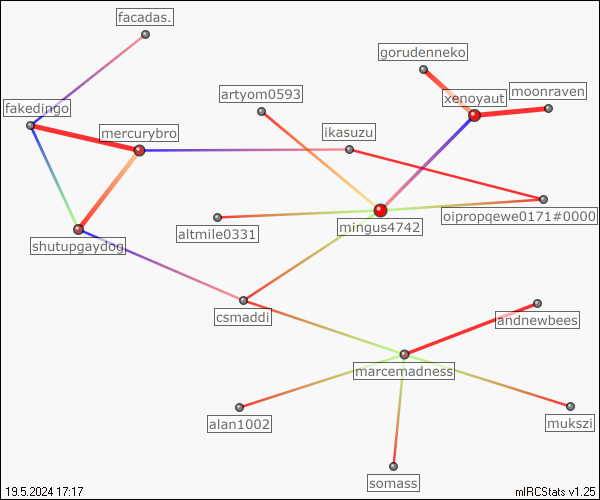 facadas.
gorudenneko
artyom0593
xenoyaut
moonraven
fakedingo
mercurybro
ikasuzu
oipropqewe0171#0000
mingus4742
altmile0331
shutupgaydog
csmaddi
andnewbees
marcemadness
alan1002
mukszi
somass
19.5.2024 17:17
mIRCStats v1.25